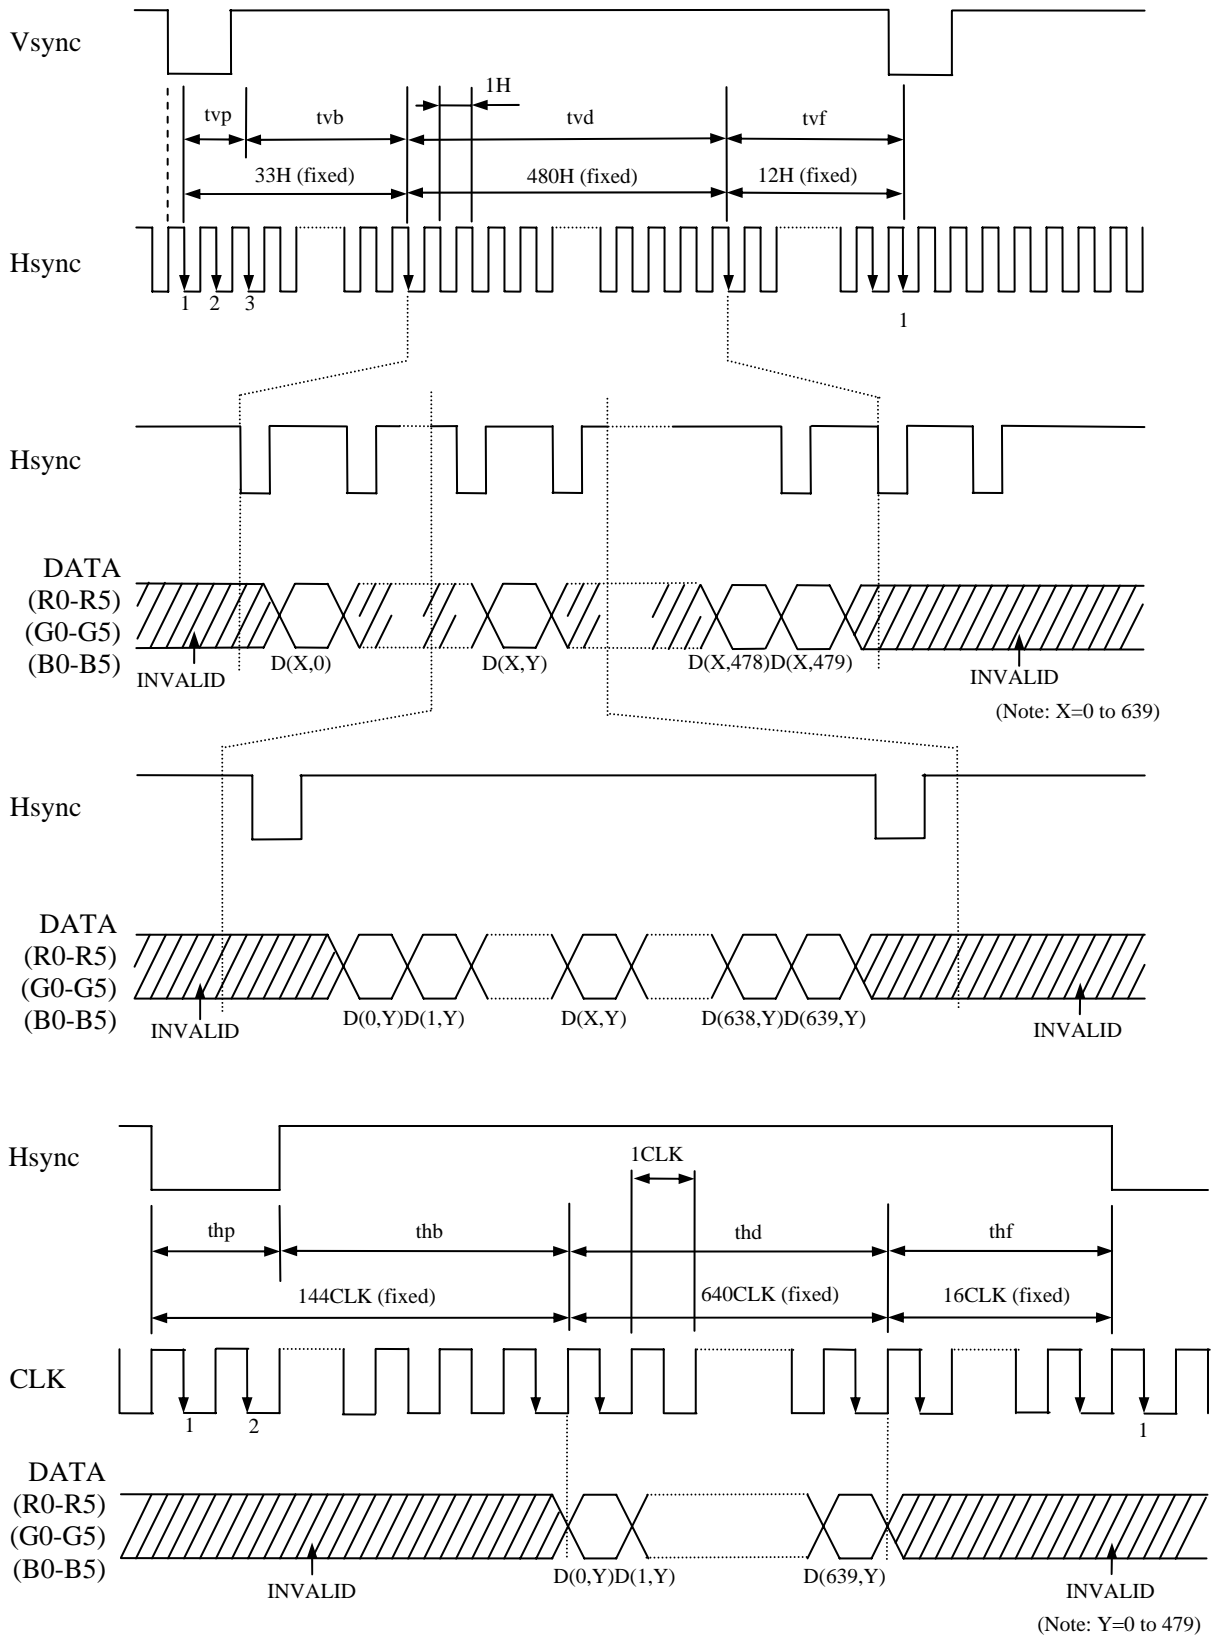 Vsync
1H
tvp tvb tvd tvf
33H (fixed) 480H (fixed) 12H (fixed)
Hsync
1 2 3 1
Hsync
DATA
(R0-R5)
(G0-G5)
(B0-B5)
D(X,0) D(X,Y) D(X,478)D(X,479)
INVALID INVALID
(Note: X=0 to 639)
Hsync
DATA
(R0-R5)
(G0-G5)
(B0-B5)
D(0,Y)D(1,Y) D(X,Y) D(638,Y)D(639,Y)
INVALID INVALID
Hsync
1CLK
thp thb thd thf
144CLK (fixed) 640CLK (fixed) 16CLK (fixed)
CLK
1 2 1
DATA
(R0-R5)
(G0-G5)
(B0-B5)
D(0,Y)D(1,Y) D(639,Y)
INVALID INVALID
(Note: Y=0 to 479)